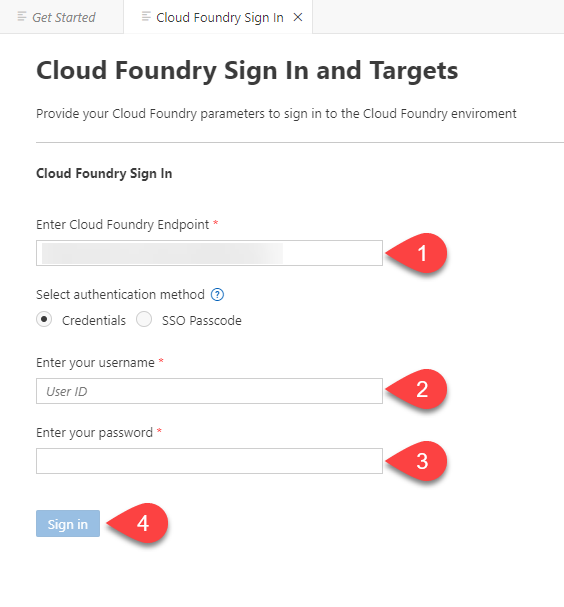 Get Started
Cloud Foundry Sign In
Cloud Foundry Sign In and Targets
Provide your Cloud Foundry parameters to sign in to the Cloud Foundry enviroment
Cloud Foundry Sign In
Enter Cloud Foundry Endpoint *
1
Select authentication method ?
Credentials SSO Passcode
Enter your username *
User ID
2
Enter your password *
3
Sign in
4